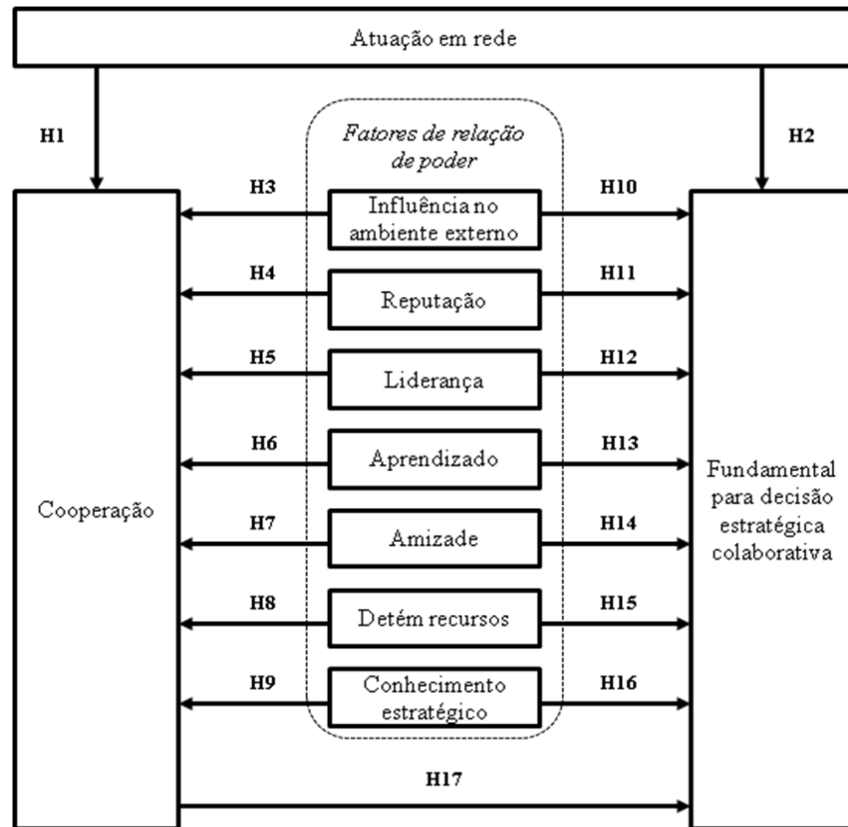 Atuação em rede
H1
H2
Fatores de relação
de poder
H3
Influência no
ambiente externo
H10
H4
Reputação
H11
H5
Liderança
H12
H6
Aprendizado
H13
Cooperação
Fundamental
para decisão
estratégica
colaborativa
H7
Amizade
H14
H8
Detém recursos
H15
H9
Conhecimento
estratégico
H16
H17